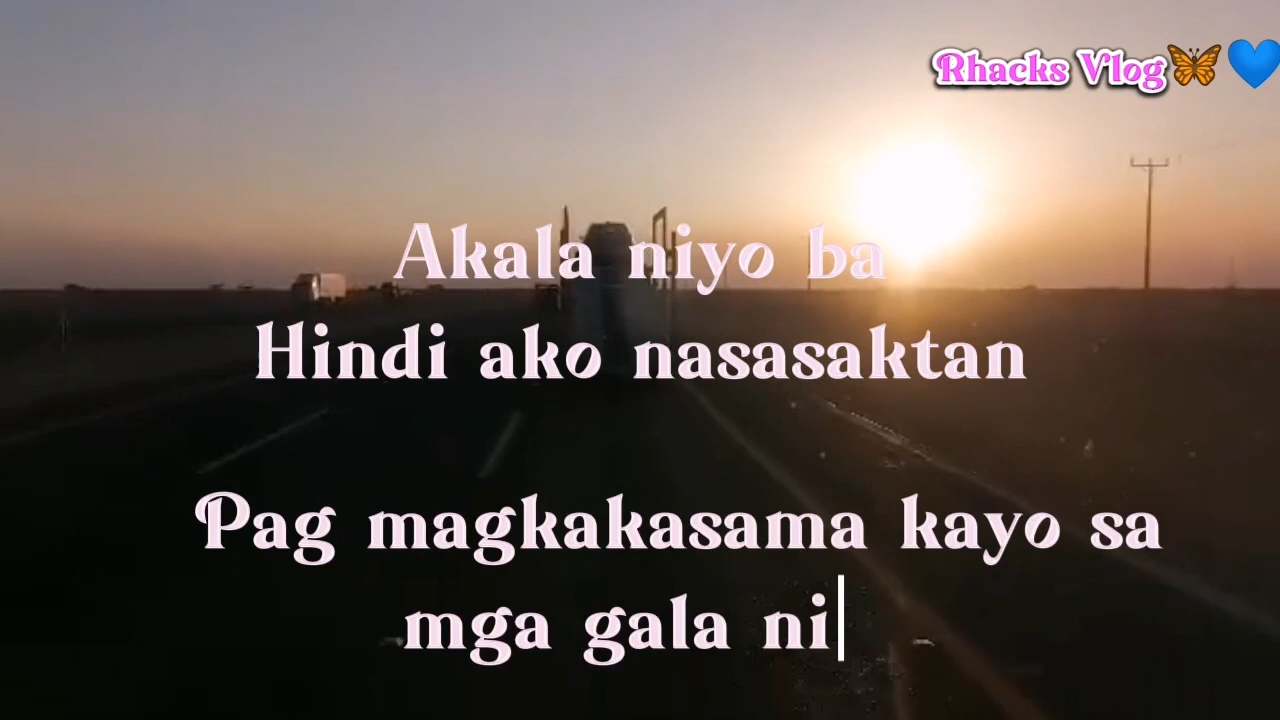 Rhacks Vlog🦋💙
Akala niyo ba
Hindi ako nasasaktan
Pag magkakasama kayo sa
mga gala ni